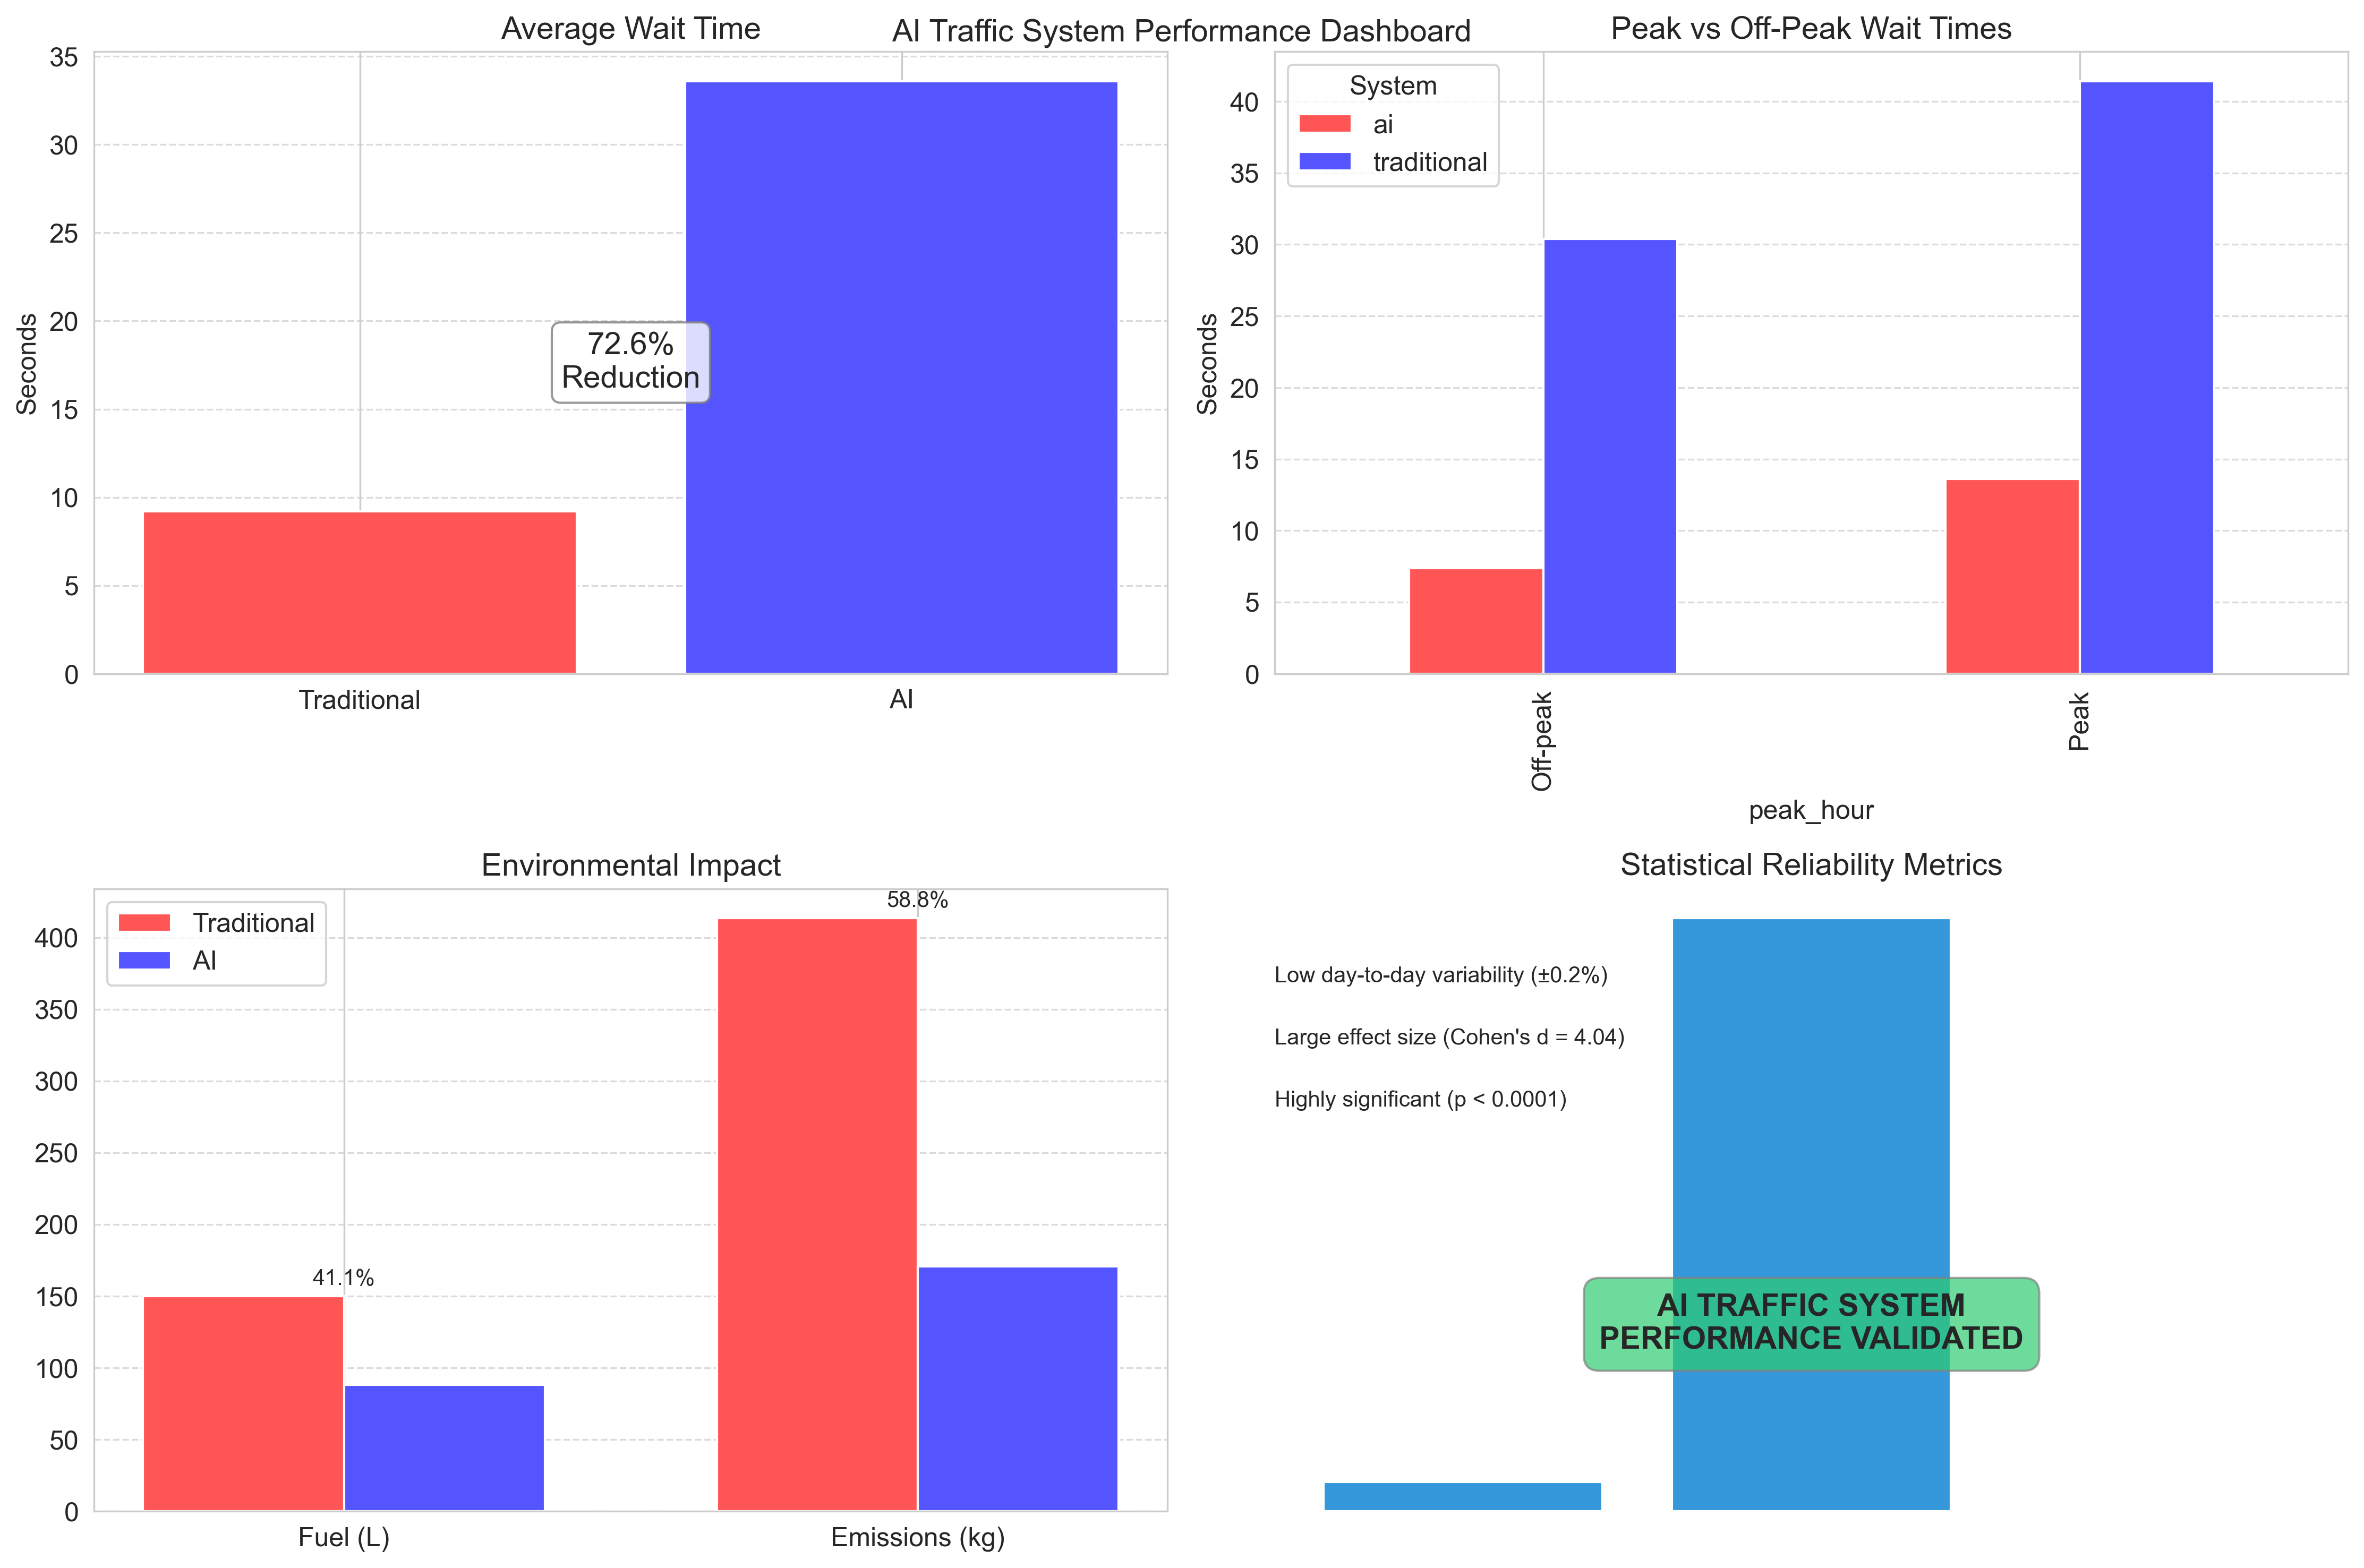 AI Traffic System Performance Dashboard
Average Wait Time
Seconds
35
30
25
20
15
10
5
0
72.6%
Reduction
Traditional
AI
Peak vs Off-Peak Wait Times
Seconds
40
35
30
25
20
15
10
5
0
System
ai
traditional
Off-peak
Peak
peak_hour
Environmental Impact
400
350
300
250
200
150
100
50
0
Traditional
AI
41.1%
58.8%
Fuel (L)
Emissions (kg)
Statistical Reliability Metrics
Low day-to-day variability (±0.2%)
Large effect size (Cohen's d = 4.04)
Highly significant (p < 0.0001)
AI TRAFFIC SYSTEM
PERFORMANCE VALIDATED